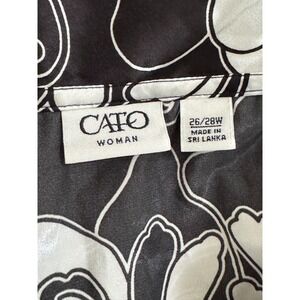 CATO
WOMAN
26/28W
MADE IN
SRI LANKA